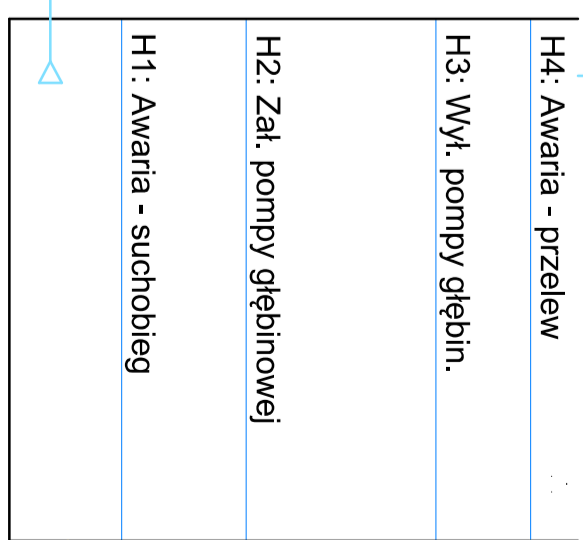 H4: Awaria - przelew
H3: Wył. pompy głębin.
H2: Zał. pompy głębinowej
H1: Awaria - suchobieg